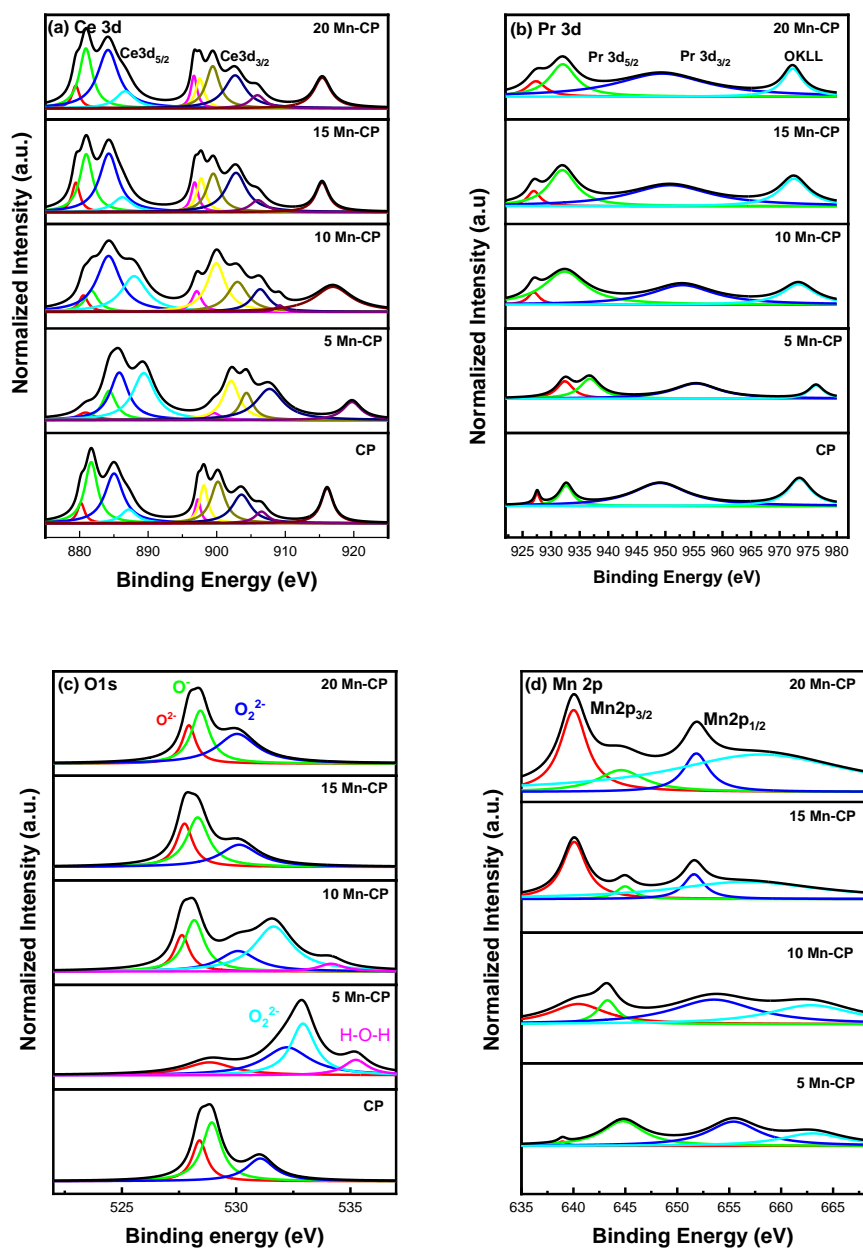 (a) Ce 3d
20 Mn-CP
Ce3d5/2
Ce3d3/2
15 Mn-CP
10 Mn-CP
5 Mn-CP
CP
Normalized Intensity (a.u.)
880 890 900 910 920
Binding Energy (eV)
(b) Pr 3d
20 Mn-CP
Pr 3d5/2
Pr 3d3/2
OKLL
15 Mn-CP
10 Mn-CP
5 Mn-CP
CP
Normalized Intensity (a.u)
925 930 935 940 945 950 955 960 965 970 975 980
Binding Energy (eV)
(c) O1s
20 Mn-CP
O-
O2-
O₂²⁻
15 Mn-CP
10 Mn-CP
5 Mn-CP
O₂²⁻
H-O-H
CP
Normalized Intensity (a.u.)
525 530 535
Binding energy (eV)
(d) Mn 2p
20 Mn-CP
Mn2p3/2
Mn2p1/2
15 Mn-CP
10 Mn-CP
5 Mn-CP
Normalized Intensity (a.u.)
635 640 645 650 655 660 665
Binding Energy (eV)